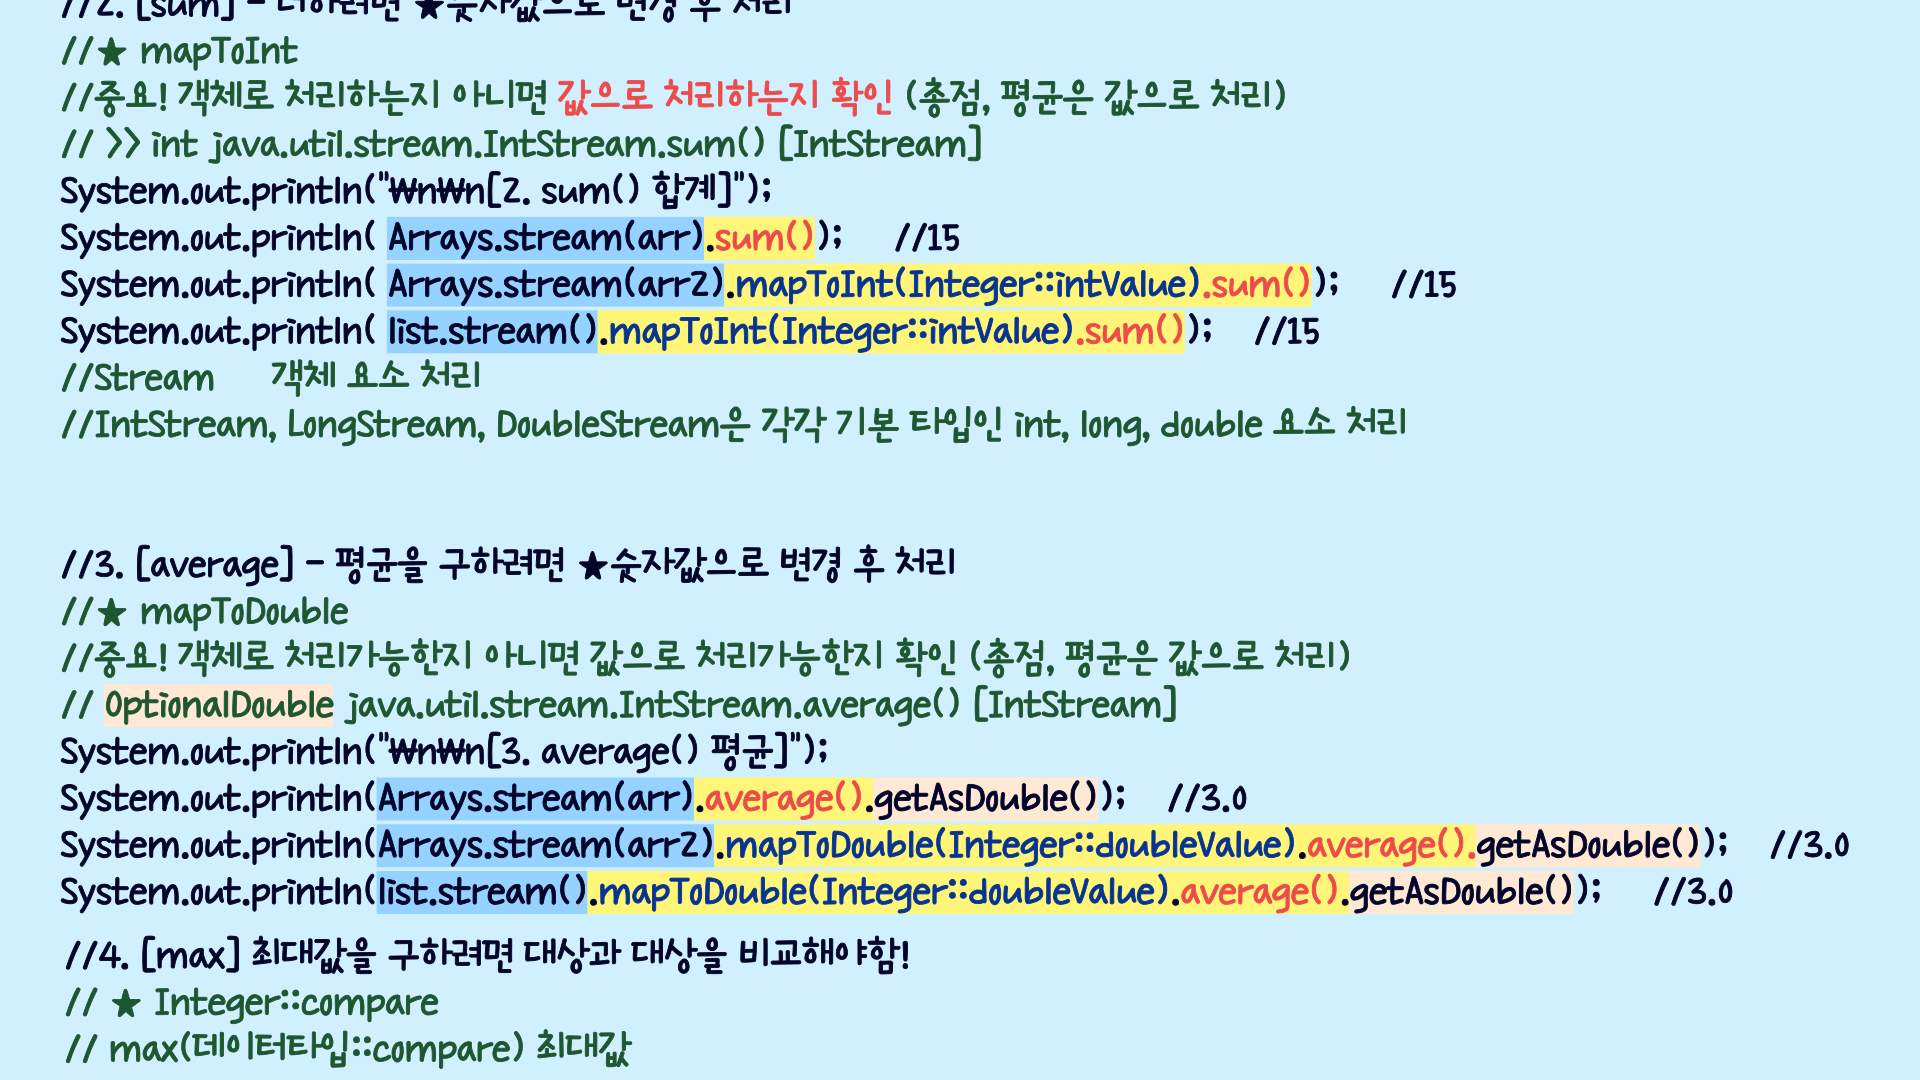 //2. [sum] - 더하려면 ★숫자값으로 변경 후 처리
//★ mapToInt
//중요! 객체로 처리하는지 아니면 값으로 처리하는지 확인 (총점, 평균은 값으로 처리)
// >> int java.util.stream.IntStream.sum() [IntStream]
System.out.println("₩n₩n[2. sum() 합계]");
System.out.println( Arrays.stream(arr).sum()); //15
System.out.println( Arrays.stream(arr2).mapToInt(Integer::intValue).sum()); //15
System.out.println( list.stream().mapToInt(Integer::intValue).sum()); //15
//Stream 객체 요소 처리
//IntStream, LongStream, DoubleStream은 각각 기본 타입인 int, long, double 요소 처리
//3. [average] - 평균을 구하려면 ★숫자값으로 변경 후 처리
//★ mapToDouble
//중요! 객체로 처리가능한지 아니면 값으로 처리가능한지 확인 (총점, 평균은 값으로 처리)
// OptionalDouble java.util.stream.IntStream.average() [IntStream]
System.out.println("₩n₩n[3. average() 평균]");
System.out.println(Arrays.stream(arr).average().getAsDouble()); //3.0
System.out.println(Arrays.stream(arr2).mapToDouble(Integer::doubleValue).average().getAsDouble()); //3.0
System.out.println(list.stream().mapToDouble(Integer::doubleValue).average().getAsDouble()); //3.0
//4. [max] 최대값을 구하려면 대상과 대상을 비교해야함!
// ★ Integer::compare
// max(데이터타입::compare) 최대값